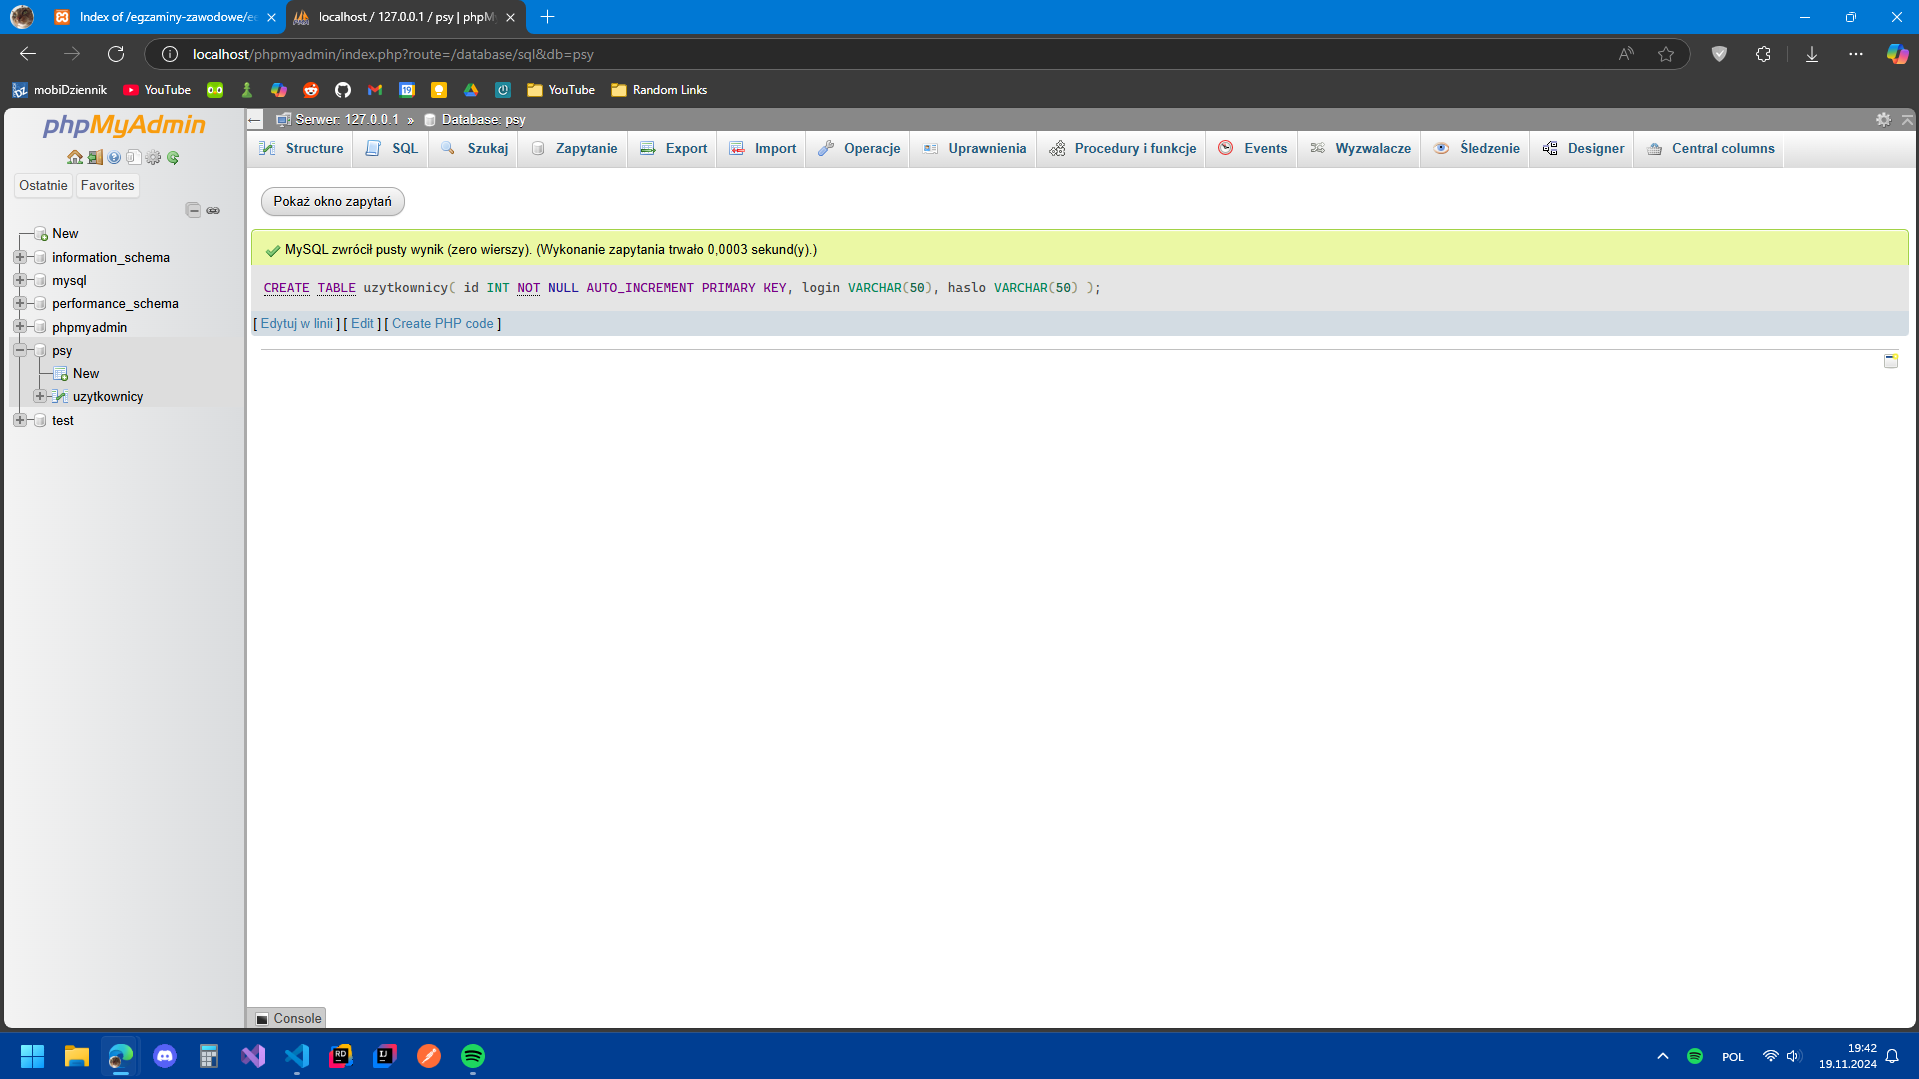 Index of /egzaminy-zawodowe/ee
localhost / 127.0.0.1 / psy | phpMy
localhost/phpmyadmin/index.php?route=/database/sql&db=psy
mobiDziennik
YouTube
YouTube
Random Links
phpMyAdmin
Ostatnie
Favorites
New
information_schema
mysql
performance_schema
phpmyadmin
psy
New
uzytkownicy
test
Serwer: 127.0.0.1 » Database: psy
Structure
SQL
Szukaj
Zapytanie
Export
Import
Operacje
Uprawnienia
Procedury i funkcje
Events
Wyzwalacze
Śledzenie
Designer
Central columns
Pokaż okno zapytań
MySQL zwrócił pusty wynik (zero wierszy). (Wykonanie zapytania trwało 0,0003 sekund(y).)
CREATE TABLE uzytkownicy( id INT NOT NULL AUTO_INCREMENT PRIMARY KEY, login VARCHAR(50), haslo VARCHAR(50) );
[ Edytuj w linii ] [ Edit ] [ Create PHP code ]
Console
POL
19:42
19.11.2024